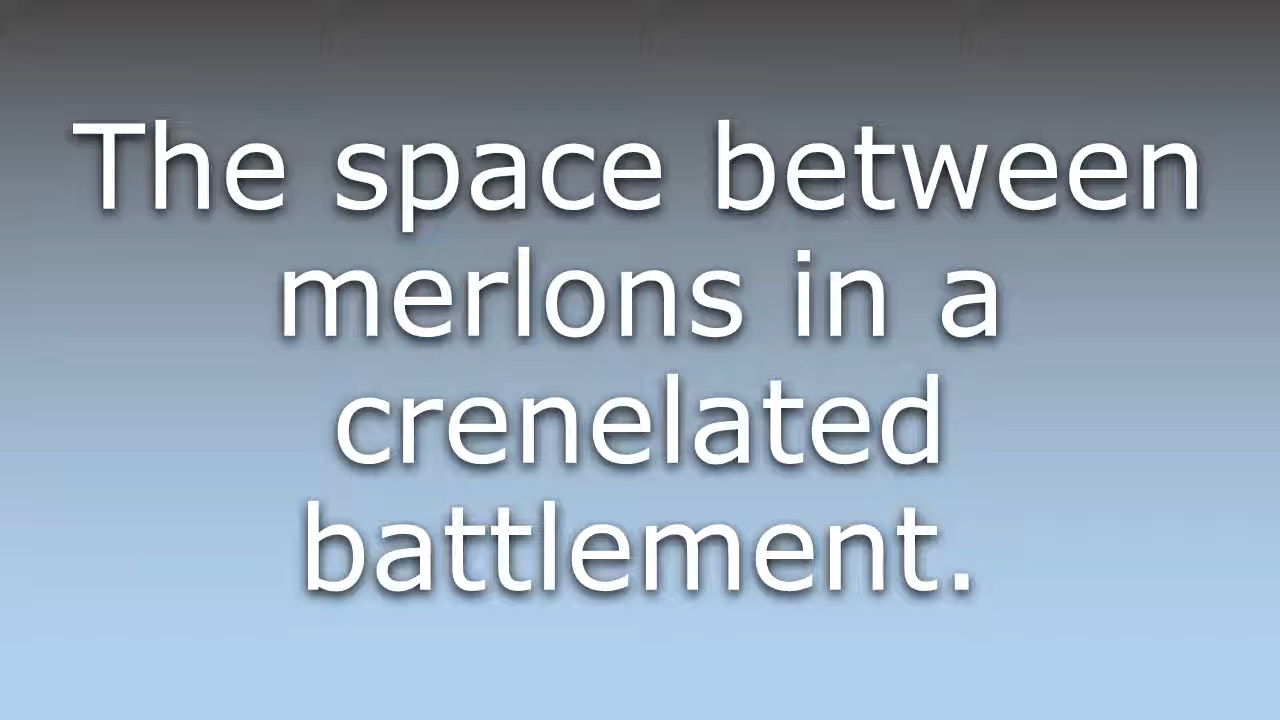 The space between
merlons in a
crenelated
battlement.